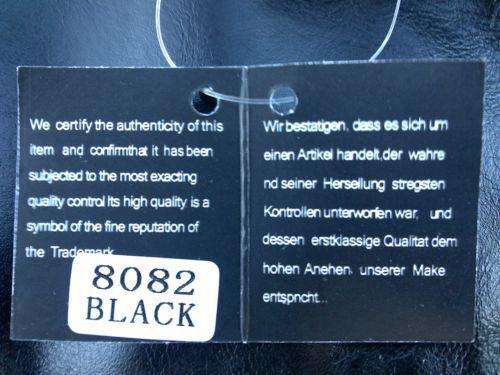 We certify the authenticity of this
item and confirmthat it has been
subjected to the most exacting
quality control Its high quality is a
symbol of the fine reputation of
the Trademark
8082
BLACK
Wir bestatigen, dass es sich um
einen Artikel handelt,der wahre
nd seiner Hersellung stregsten
Kontrollen unterworfen war, und
dessen erstklassige Qualitat dem
hohen Anehen, unserer Make
entspncht...